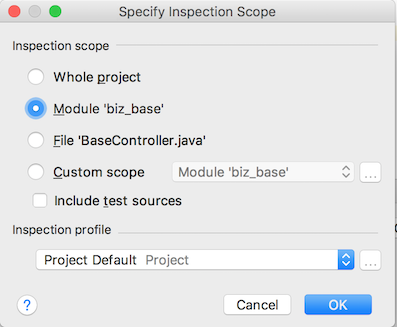 Specify Inspection Scope
Inspection scope
Whole project
Module 'biz_base'
File 'BaseController.java'
Custom scope Module 'biz_base' ...
Include test sources
Inspection profile
Project Default Project ...
? Cancel OK